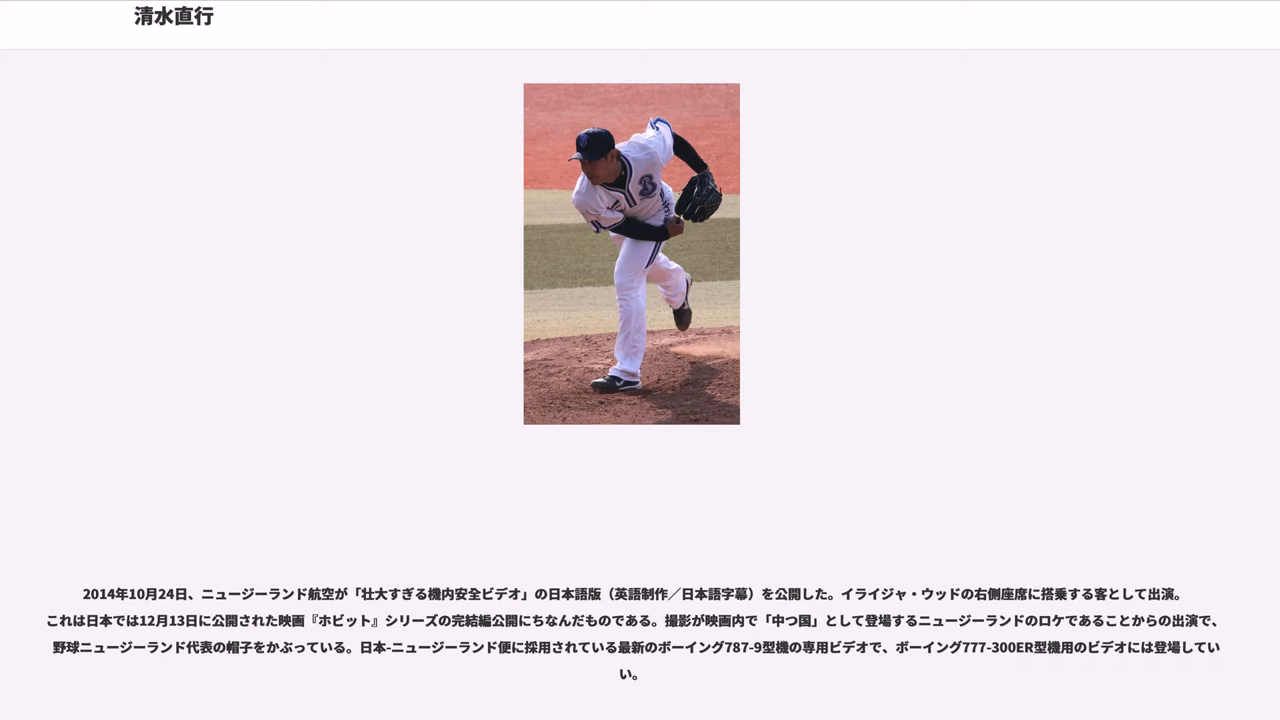 清水直行
2014年10月24日、ニュージーランド航空が「壮大すぎる機内安全ビデオ」の日本語版（英語制作／日本語字幕）を公開した。イライジャ・ウッドの右側座席に搭乗する客として出演。
これは日本では12月13日に公開された映画『ホビット』シリーズの完結編公開にちなんだものである。撮影が映画内で「中つ国」として登場するニュージーランドのロケであることからの出演で、
野球ニュージーランド代表の帽子をかぶっている。日本-ニュージーランド便に採用されている最新のボーイング787-9型機の専用ビデオで、ボーイング777-300ER型機用のビデオには登場してい
い。